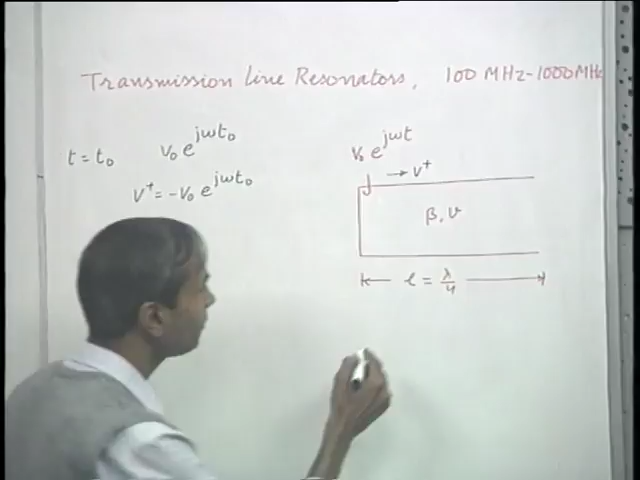 Transmission Line Resonators, 100 MHz-1000MHz
t = t₀ V₀ e^{jωt₀}
V⁺ = -V₀ e^{jωt₀}
V₀ e^{jωt}
→ V⁺
β, v
l = λ/4